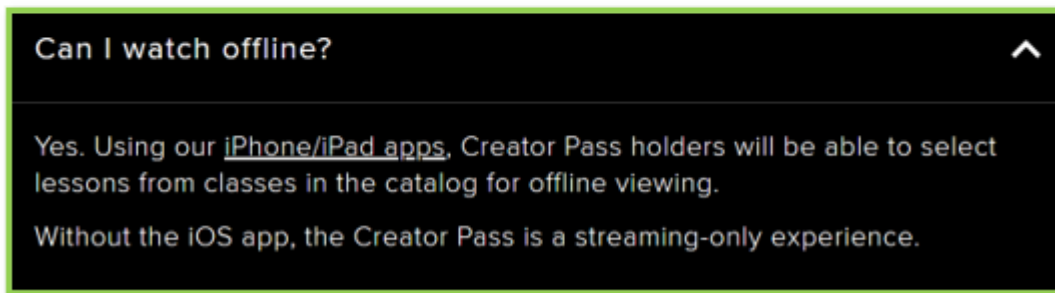 Can I watch offline?
Yes. Using our iPhone/iPad apps, Creator Pass holders will be able to select
lessons from classes in the catalog for offline viewing.
Without the iOS app, the Creator Pass is a streaming-only experience.